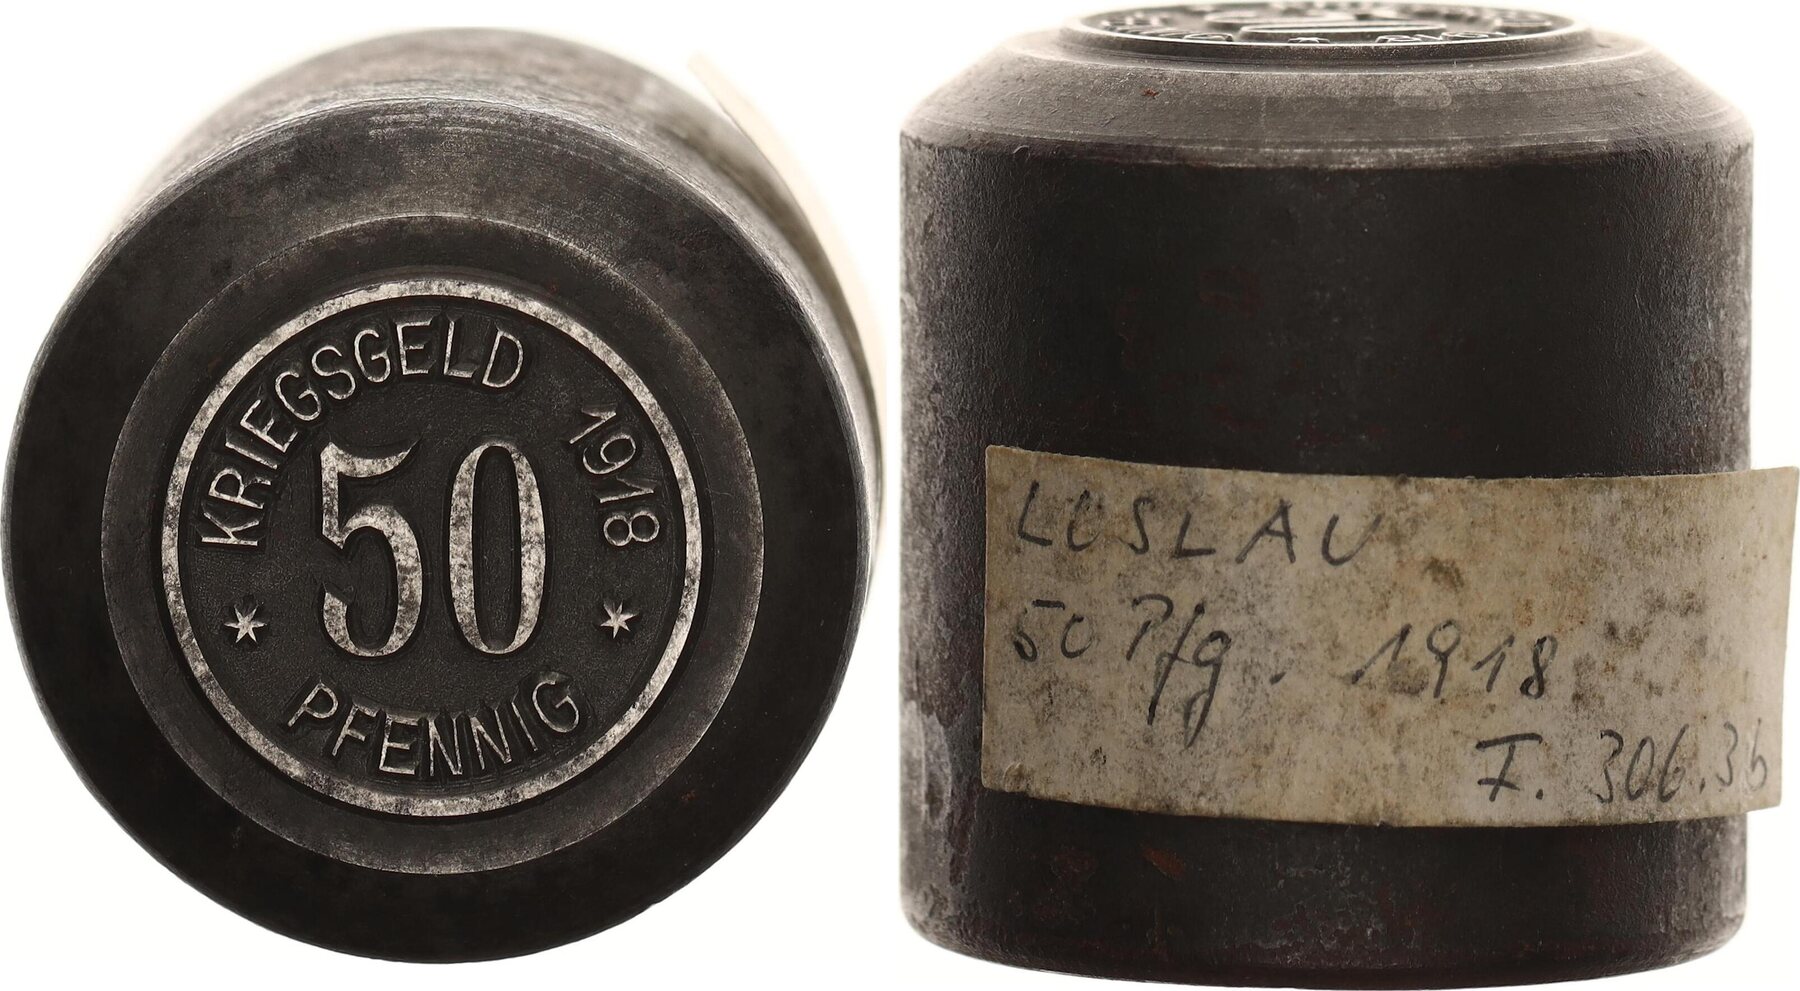 KRIEGSGELD 1918
50
* *
PFENNIG
LOSLAU
50 Pfg. 1918
F. 306.3b